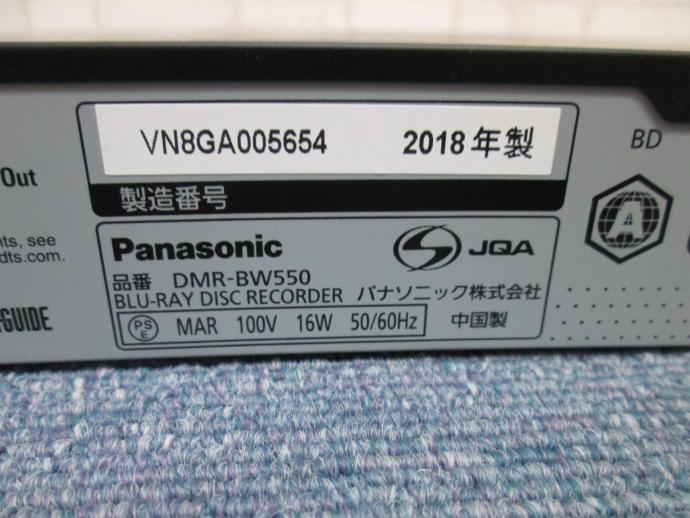 VN8GA005654 2018年製
製造番号
Out
nts, see
dts.com.
GUIDE
Panasonic
JQA
品番 DMR-BW550
BLU-RAY DISC RECORDER パナソニック株式会社
PS
E
MAR 100V 16W 50/60Hz 中国製
BD
A